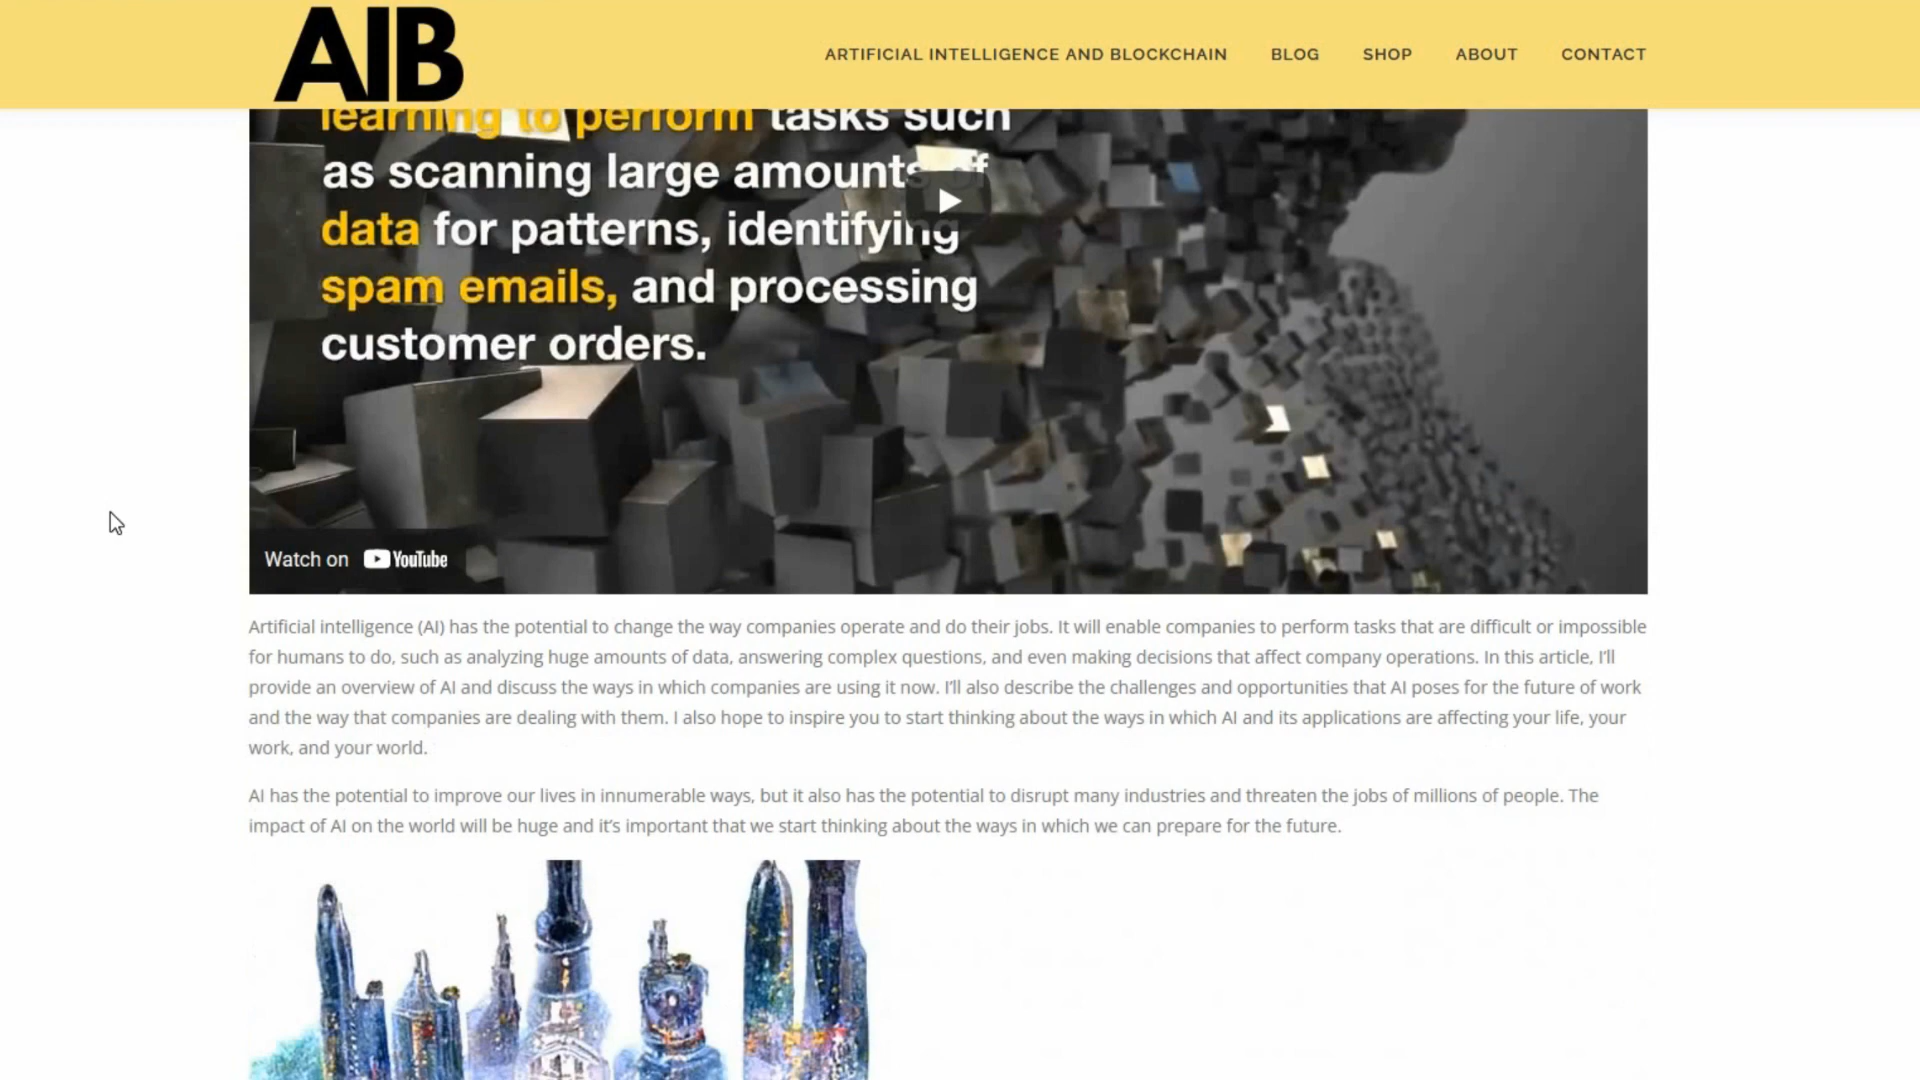 AIB
ARTIFICIAL INTELLIGENCE AND BLOCKCHAIN BLOG SHOP ABOUT CONTACT
learning to perform tasks such
as scanning large amounts of
data for patterns, identifying
spam emails, and processing
customer orders.
Watch on YouTube
Artificial intelligence (AI) has the potential to change the way companies operate and do their jobs. It will enable companies to perform tasks that are difficult or impossible
for humans to do, such as analyzing huge amounts of data, answering complex questions, and even making decisions that affect company operations. In this article, I'll
provide an overview of AI and discuss the ways in which companies are using it now. I'll also describe the challenges and opportunities that AI poses for the future of work
and the way that companies are dealing with them. I also hope to inspire you to start thinking about the ways in which AI and its applications are affecting your life, your
work, and your world.
AI has the potential to improve our lives in innumerable ways, but it also has the potential to disrupt many industries and threaten the jobs of millions of people. The
impact of AI on the world will be huge and it's important that we start thinking about the ways in which we can prepare for the future.